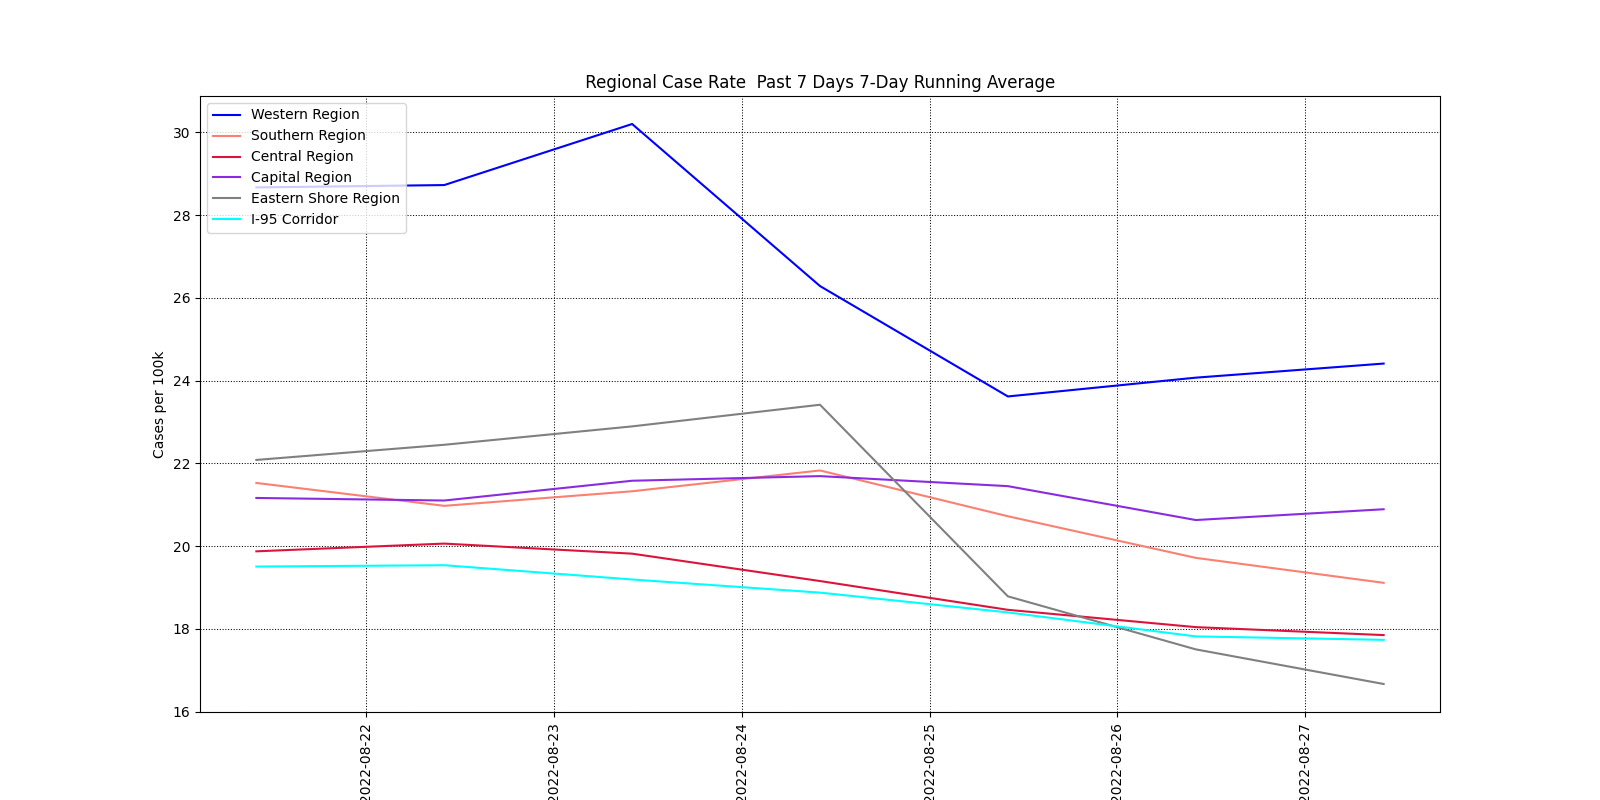 Regional Case Rate  Past 7 Days 7-Day Running Average
Western Region
Southern Region
Central Region
Capital Region
Eastern Shore Region
I-95 Corridor
Cases per 100k
30
28
26
24
22
20
18
16
2022-08-22
2022-08-23
2022-08-24
2022-08-25
2022-08-26
2022-08-27